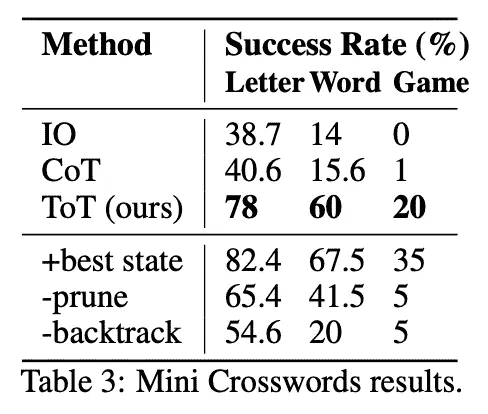 Method Success Rate (%)
Letter Word Game
IO 38.7 14 0
CoT 40.6 15.6 1
ToT (ours) 78 60 20
+best state 82.4 67.5 35
-prune 65.4 41.5 5
-backtrack 54.6 20 5
Table 3: Mini Crosswords results.